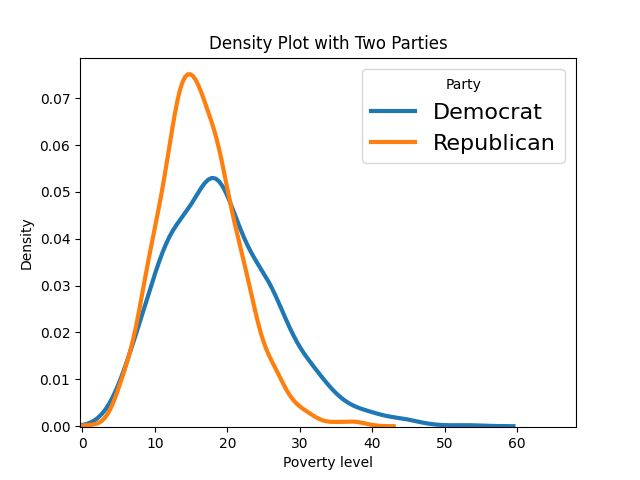 Density Plot with Two Parties
Party
Democrat
Republican
Density
0.07
0.06
0.05
0.04
0.03
0.02
0.01
0.00
0 10 20 30 40 50 60
Poverty level